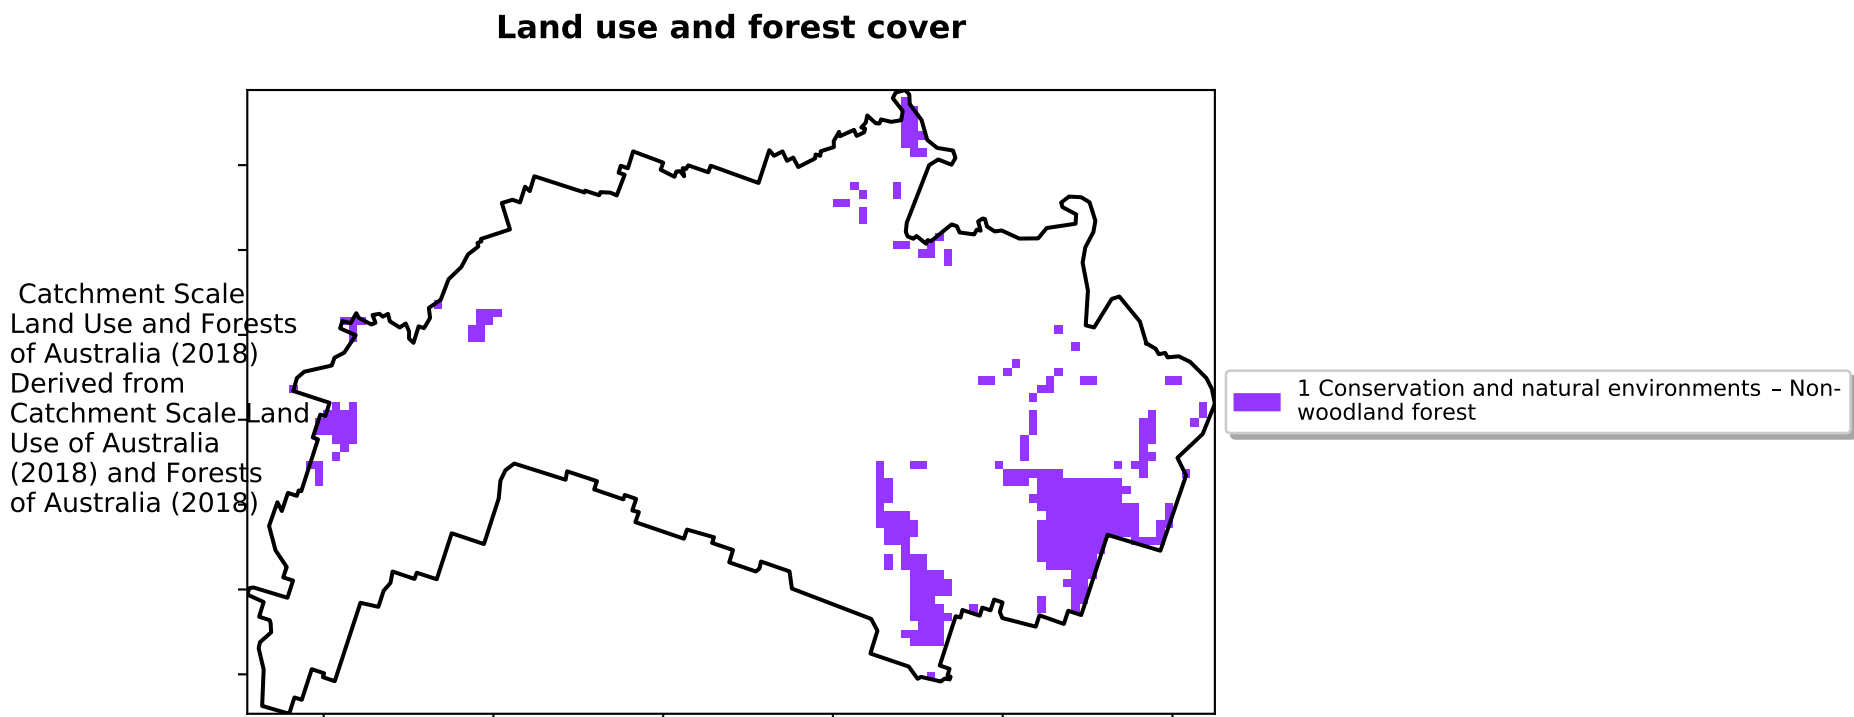 Land use and forest cover
Catchment Scale
Land Use and Forests
of Australia (2018)
Derived from
Catchment Scale Land
Use of Australia
(2018) and Forests
of Australia (2018)
1 Conservation and natural environments – Non-
woodland forest